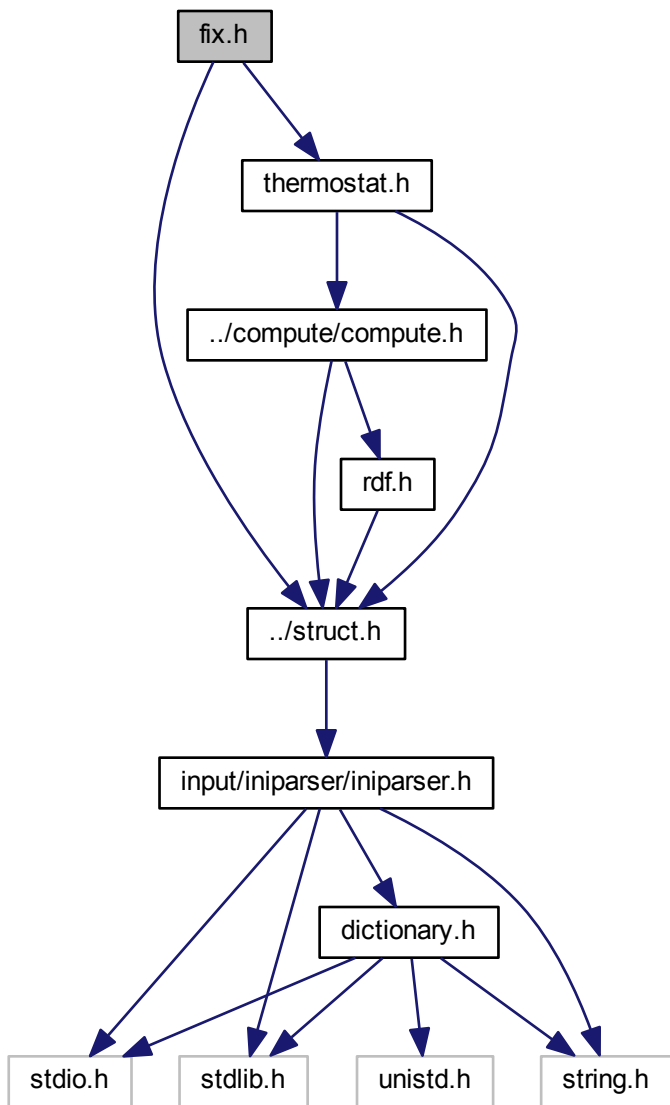 fix.h
thermostat.h
../compute/compute.h
rdf.h
../struct.h
input/iniparser/iniparser.h
dictionary.h
stdio.h
stdlib.h
unistd.h
string.h